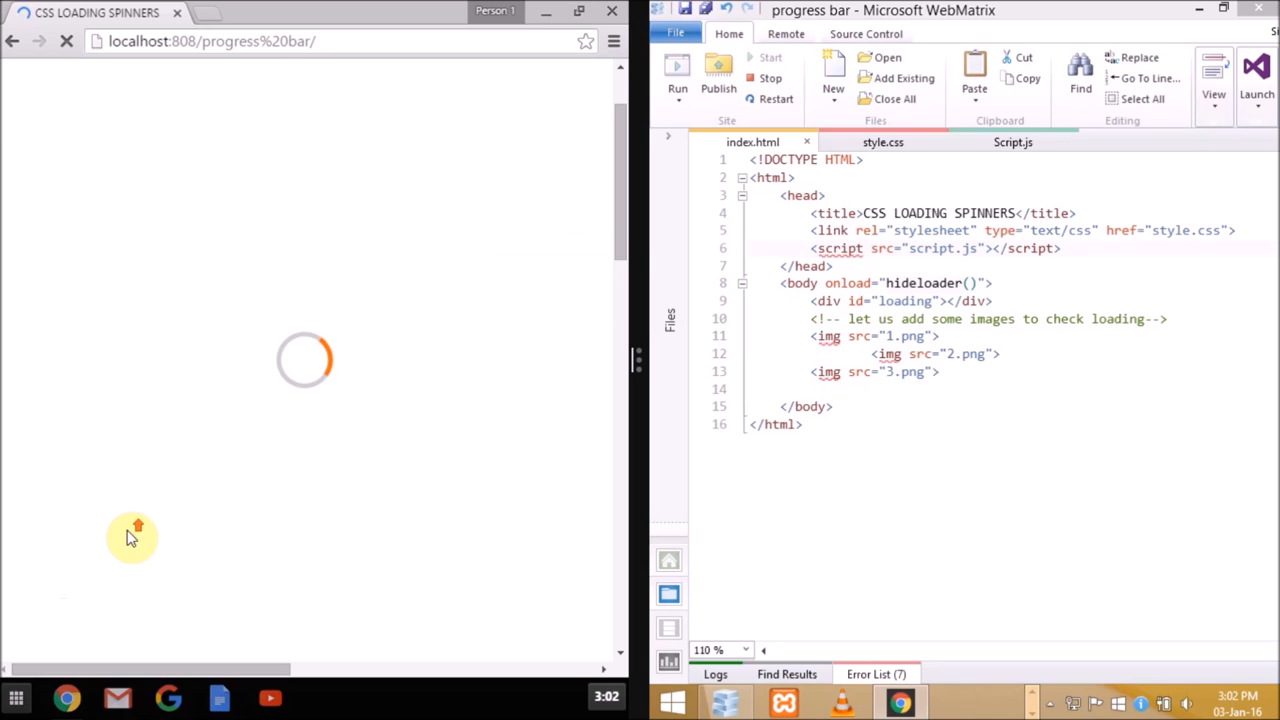 CSS LOADING SPINNERS
Person 1
localhost:808/progress%20bar/
3:02
progress bar - Microsoft WebMatrix
File
Home
Remote
Source Control
Run
Publish
Start
Stop
Restart
Site
New
Open
Add Existing
Close All
Files
Paste
Cut
Copy
Clipboard
Find
Replace
Go To Line...
Select All
Editing
View
Launch
index.html
style.css
Script.js
Files
1 <!DOCTYPE HTML>
2 <html>
3 <head>
4 <title>CSS LOADING SPINNERS</title>
5 <link rel="stylesheet" type="text/css" href="style.css">
6 <script src="script.js"></script>
7 </head>
8 <body onload="hideloader()">
9 <div id="loading"></div>
10 <!-- let us add some images to check loading-->
11 <img src="1.png">
12 <img src="2.png">
13 <img src="3.png">
14
15 </body>
16 </html>
110 %
Logs
Find Results
Error List (7)
3:02 PM
03-Jan-16